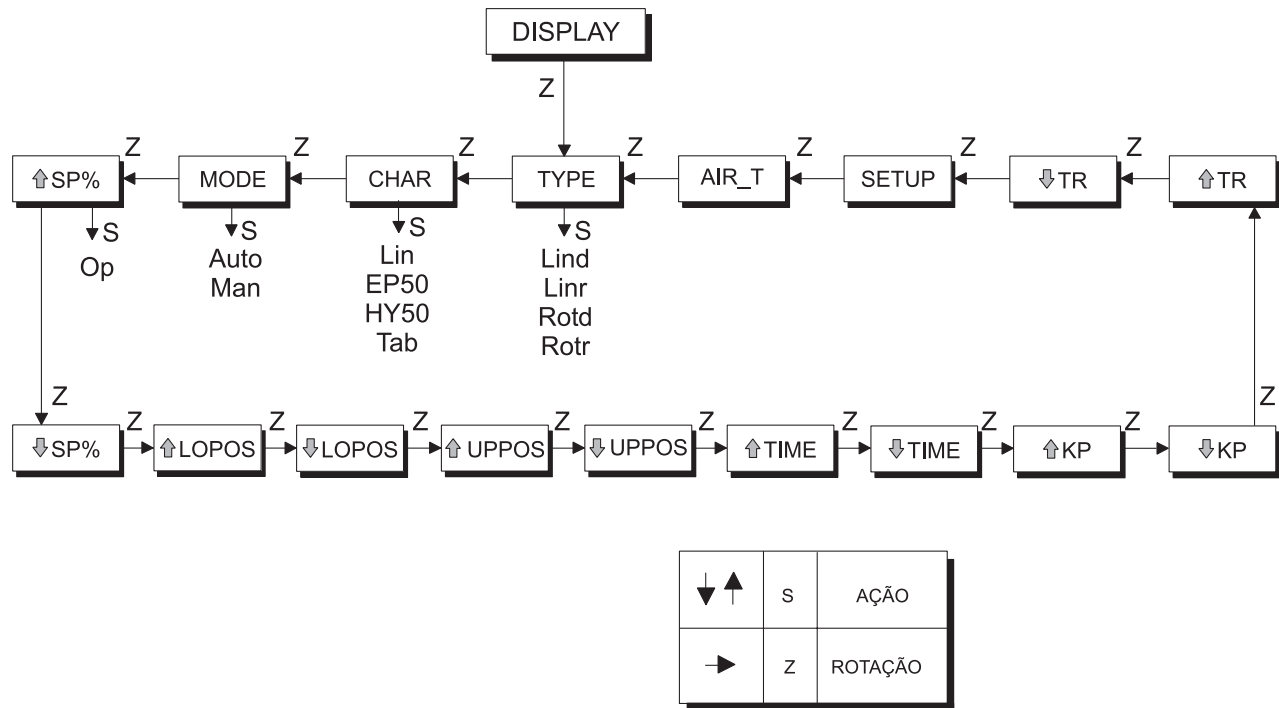 DISPLAY
Z
Z Z Z Z Z Z Z
⇧SP% MODE CHAR TYPE AIR_T SETUP ⇩TR ⇧TR
S S S S
Op
Auto
Man
Lin
EP50
HY50
Tab
Lind
Linr
Rotd
Rotr
Z Z Z Z Z Z Z Z Z Z
⇩SP% ⇧LOPOS ⇩LOPOS ⇧UPPOS ⇩UPPOS ⇧TIME ⇩TIME ⇧KP ⇩KP
S AÇÃO
Z ROTAÇÃO